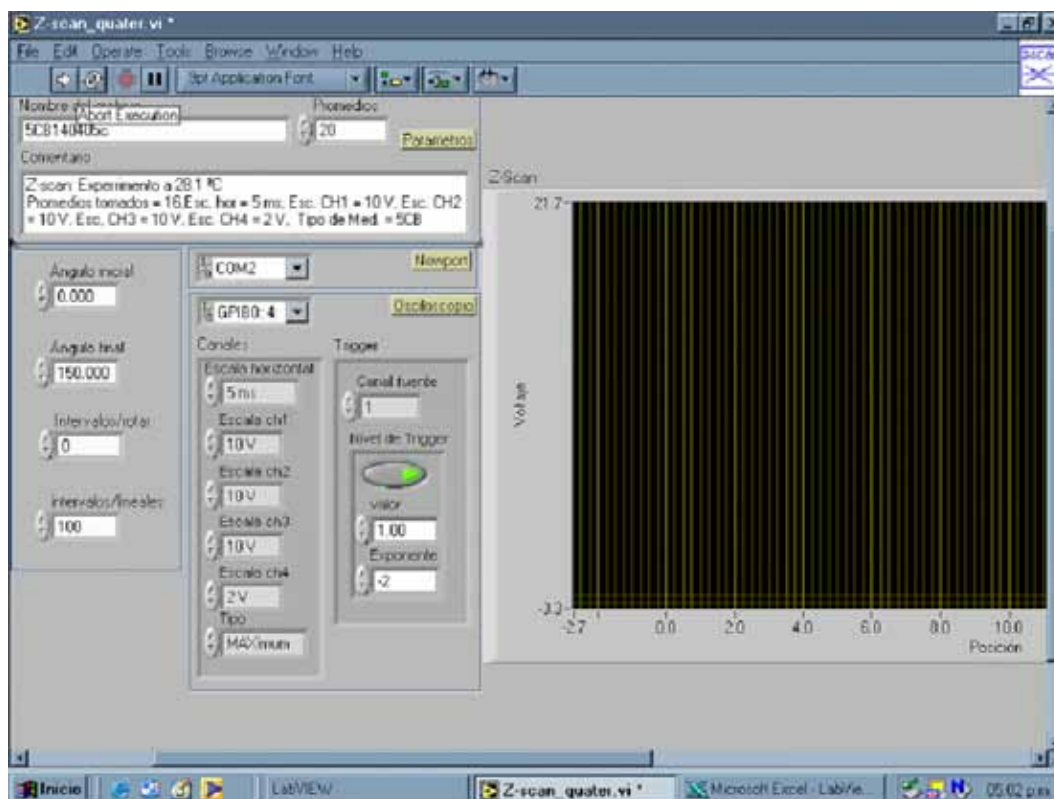 Z-scan_quater.vi *
File Edit Operate Tools Browse Window Help
9pt Application Font
Nombre del
Abort Execution
Promedios
5CB140405c
20
Parametros
Comentario
Z-scan: Experimento a 28.1 ºC
Promedios tomados = 16.Esc. hor = 5 ms, Esc. CH1 = 10 V. Esc. CH2
= 10 V. Esc. CH3 = 10 V. Esc. CH4 = 2 V. Tipo de Med. = 5CB
Z-Scan
21.7
Voltaje
-3.3
-2.7 0.0 2.0 4.0 6.0 8.0 10.0
Posición
Angulo inicial
0.000
Angulo final
150.000
Intervalos/rotar
0
intervalos/lineales
100
COM2
Newport
GPIB0: 4
Osciloscopio
Canales
Escala horizontal
5 ms
Escala ch1
10 V
Escala ch2
10 V
Escala ch3
10 V
Escala ch4
2 V
Tipo
MAXimum
Trigger
Canal fuente
1
Nivel de Trigger
valor
1.00
Exponente
-2
Inicio
LabVIEW
Z-scan_quater.vi *
Microsoft Excel - LabVie...
05:02 p.m.